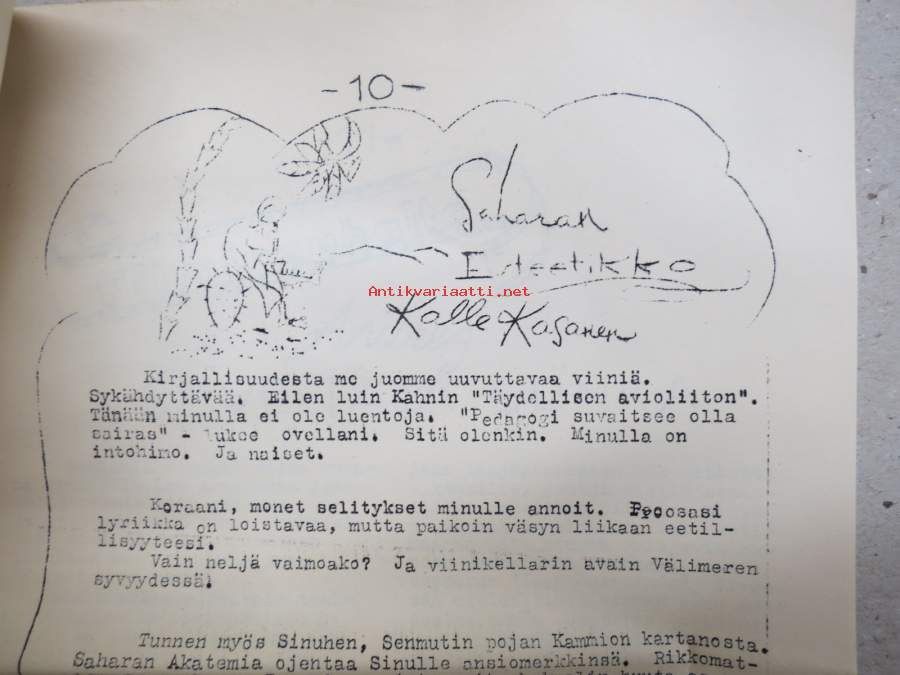 -10-
Saharan
Esteetikko
Antikvariaatti.net
Kalle Kajanen
Kirjallisuudesta me juomme uuvuttavaa viiniä.
Sykähdyttävää. Eilen luin Kahnin "Täydellisen avioliiton".
Tänään minulla ei ole luentoja. "Pedagogi suvaitsee olla
sairas" - lukee ovellani. Sitä olenkin. Minulla on
intohimo. Ja naiset.
Koraani, monet selitykset minulle annoit. Proosasi
lyriikka on loistavaa, mutta paikoin väsyn liikaan eetil-
lisyyteesi.
Vain neljä vaimoako? Ja viinikellarin avain Välimeren
syvyydessä!
Tunnen myös Sinuhen, Senmutin pojan Kammion kartanosta.
Saharan Akatemia ojentaa Sinulle ansiomerkkinsä. Rikkomat-